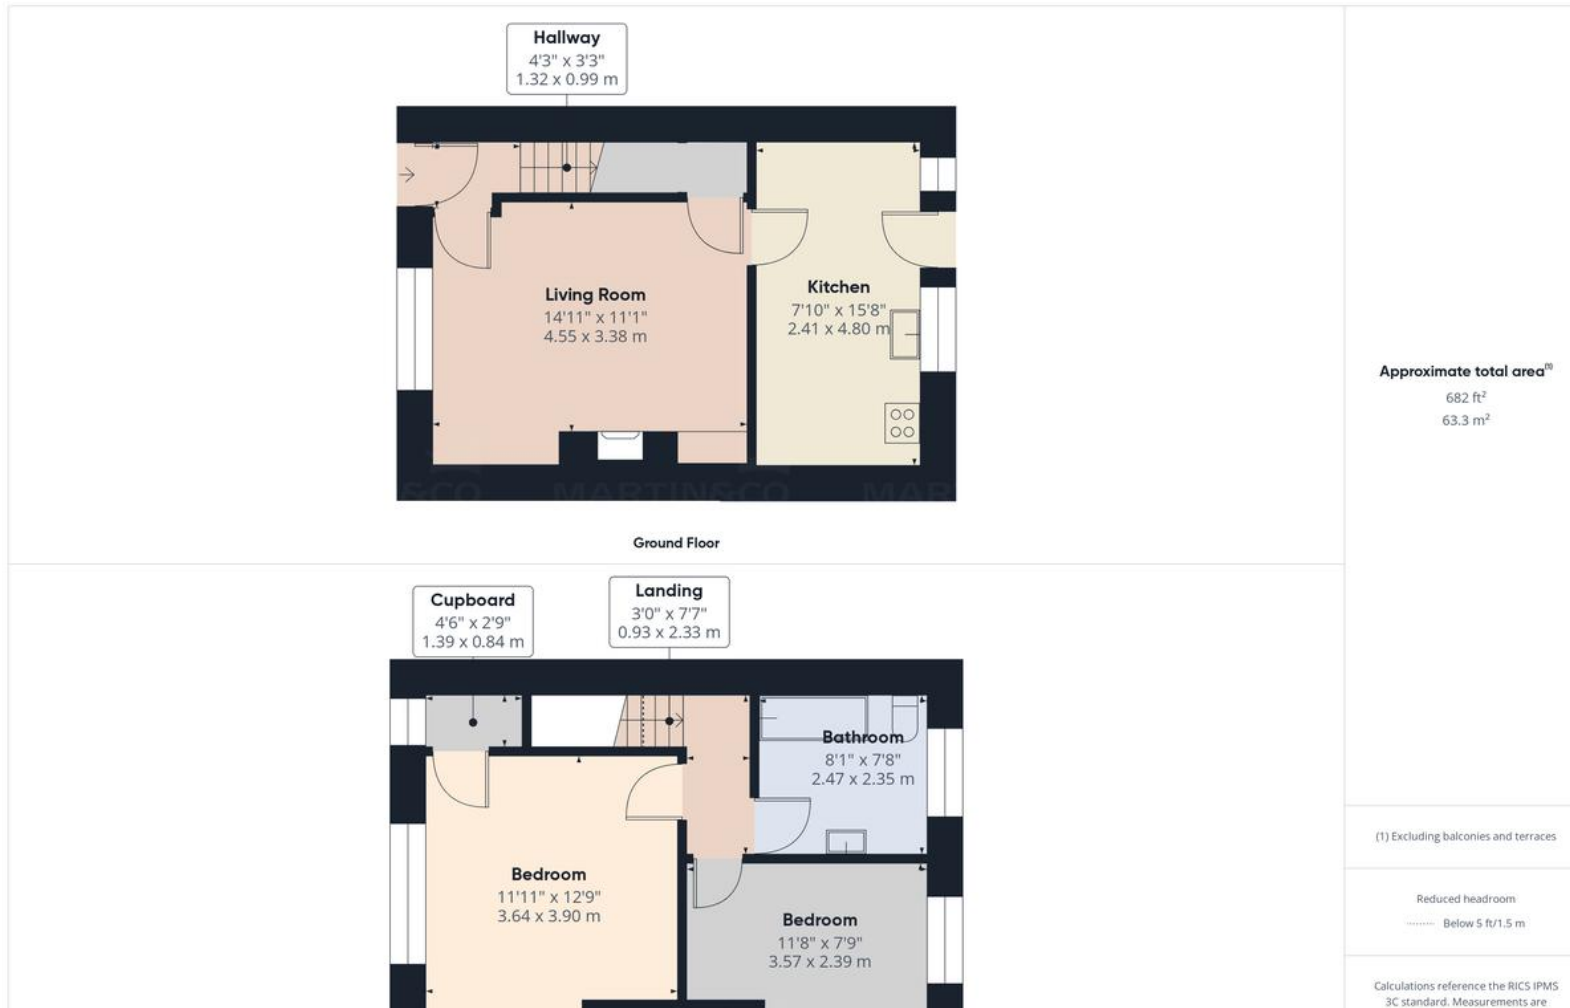 Hallway
4'3" x 3'3"
1.32 x 0.99 m
Living Room
14'11" x 11'1"
4.55 x 3.38 m
Kitchen
7'10" x 15'8"
2.41 x 4.80 m
&CO MARTIN&CO MAR
Ground Floor
Cupboard
4'6" x 2'9"
1.39 x 0.84 m
Landing
3'0" x 7'7"
0.93 x 2.33 m
Bathroom
8'1" x 7'8"
2.47 x 2.35 m
Bedroom
11'11" x 12'9"
3.64 x 3.90 m
Bedroom
11'8" x 7'9"
3.57 x 2.39 m
Approximate total area(1)
682 ft²
63.3 m²
(1) Excluding balconies and terraces
Reduced headroom
Below 5 ft/1.5 m
Calculations reference the RICS IPMS
3C standard. Measurements are